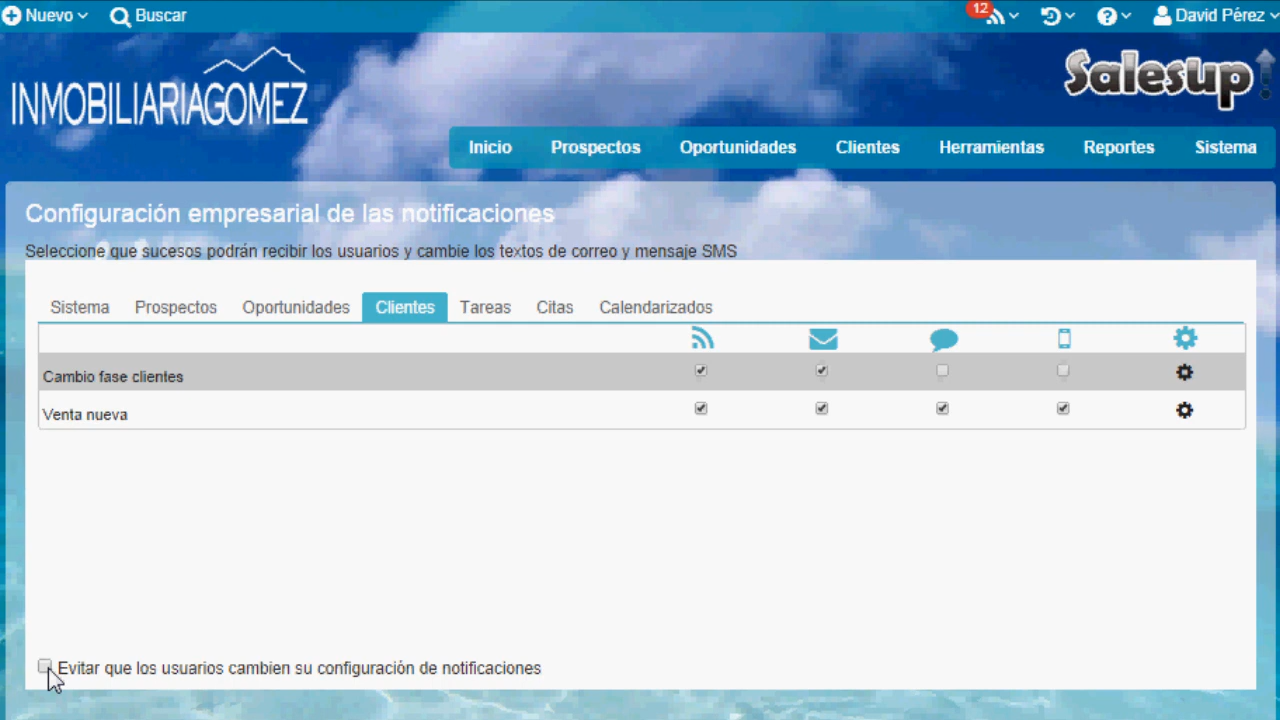 Nuevo Buscar 12 David Pérez
INMOBILIARIAGOMEZ
Salesup
Inicio Prospectos Oportunidades Clientes Herramientas Reportes Sistema
Configuración empresarial de las notificaciones
Seleccione que sucesos podrán recibir los usuarios y cambie los textos de correo y mensaje SMS
Sistema Prospectos Oportunidades Clientes Tareas Citas Calendarizados
Cambio fase clientes
Venta nueva
Evitar que los usuarios cambien su configuración de notificaciones